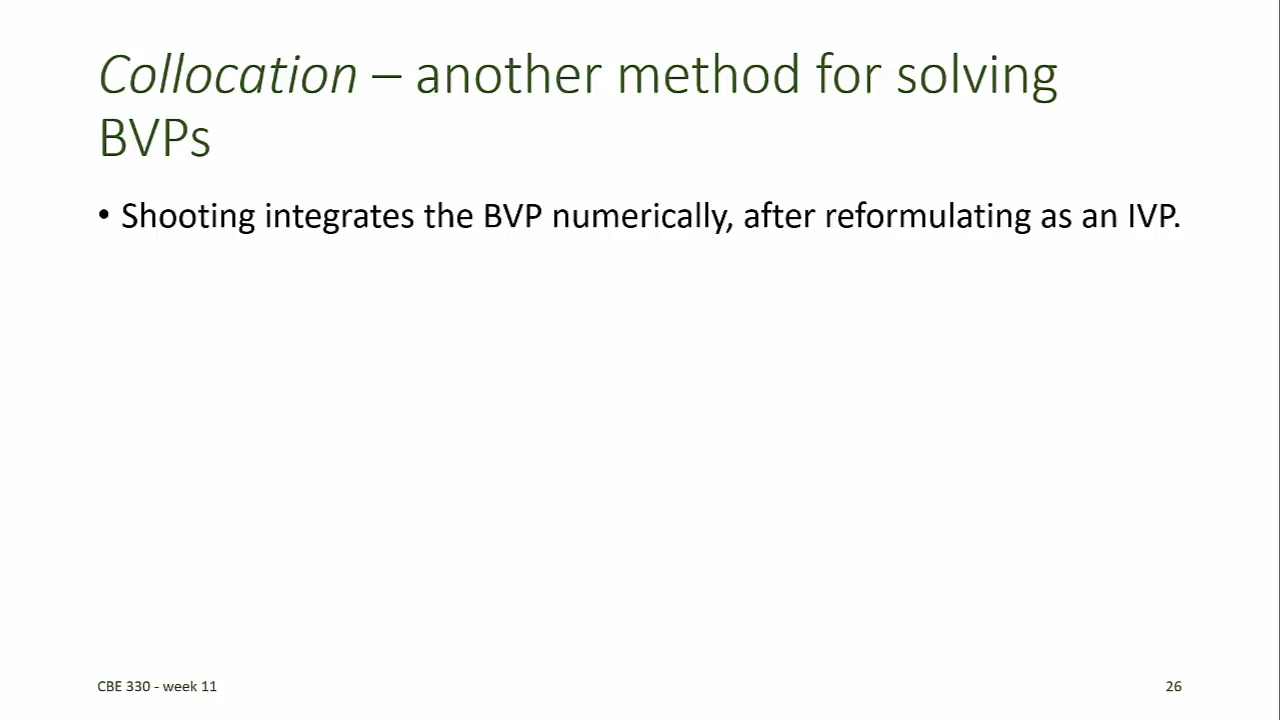 Collocation – another method for solving
BVPs
• Shooting integrates the BVP numerically, after reformulating as an IVP.
CBE 330 - week 11
26